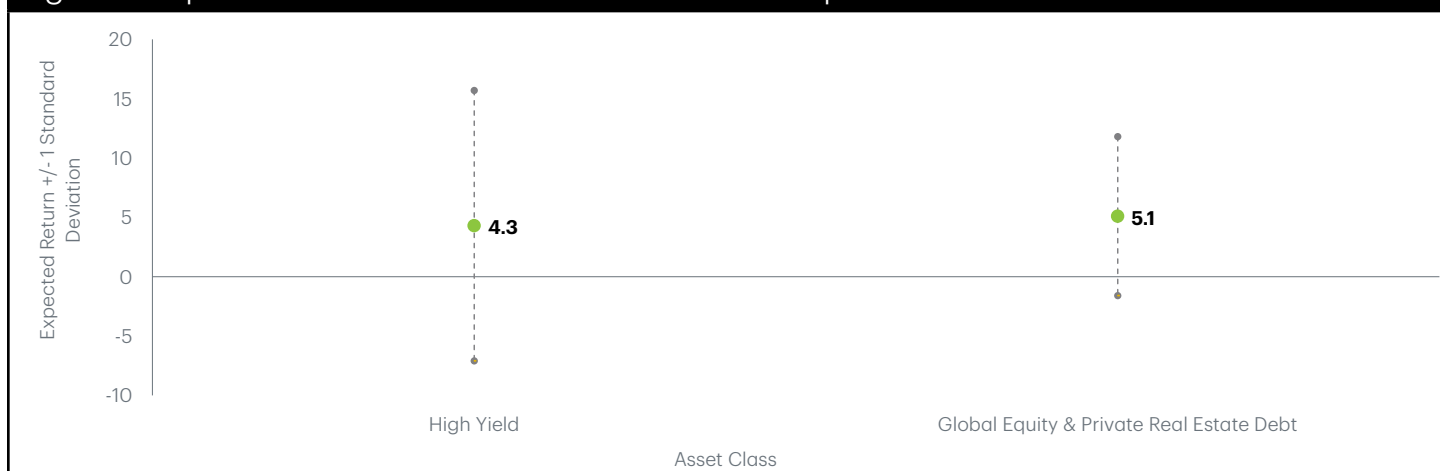 20
15
10
5
0
-5
-10
Expected Return +/- 1 Standard
Deviation
4.3
5.1
High Yield
Global Equity & Private Real Estate Debt
Asset Class